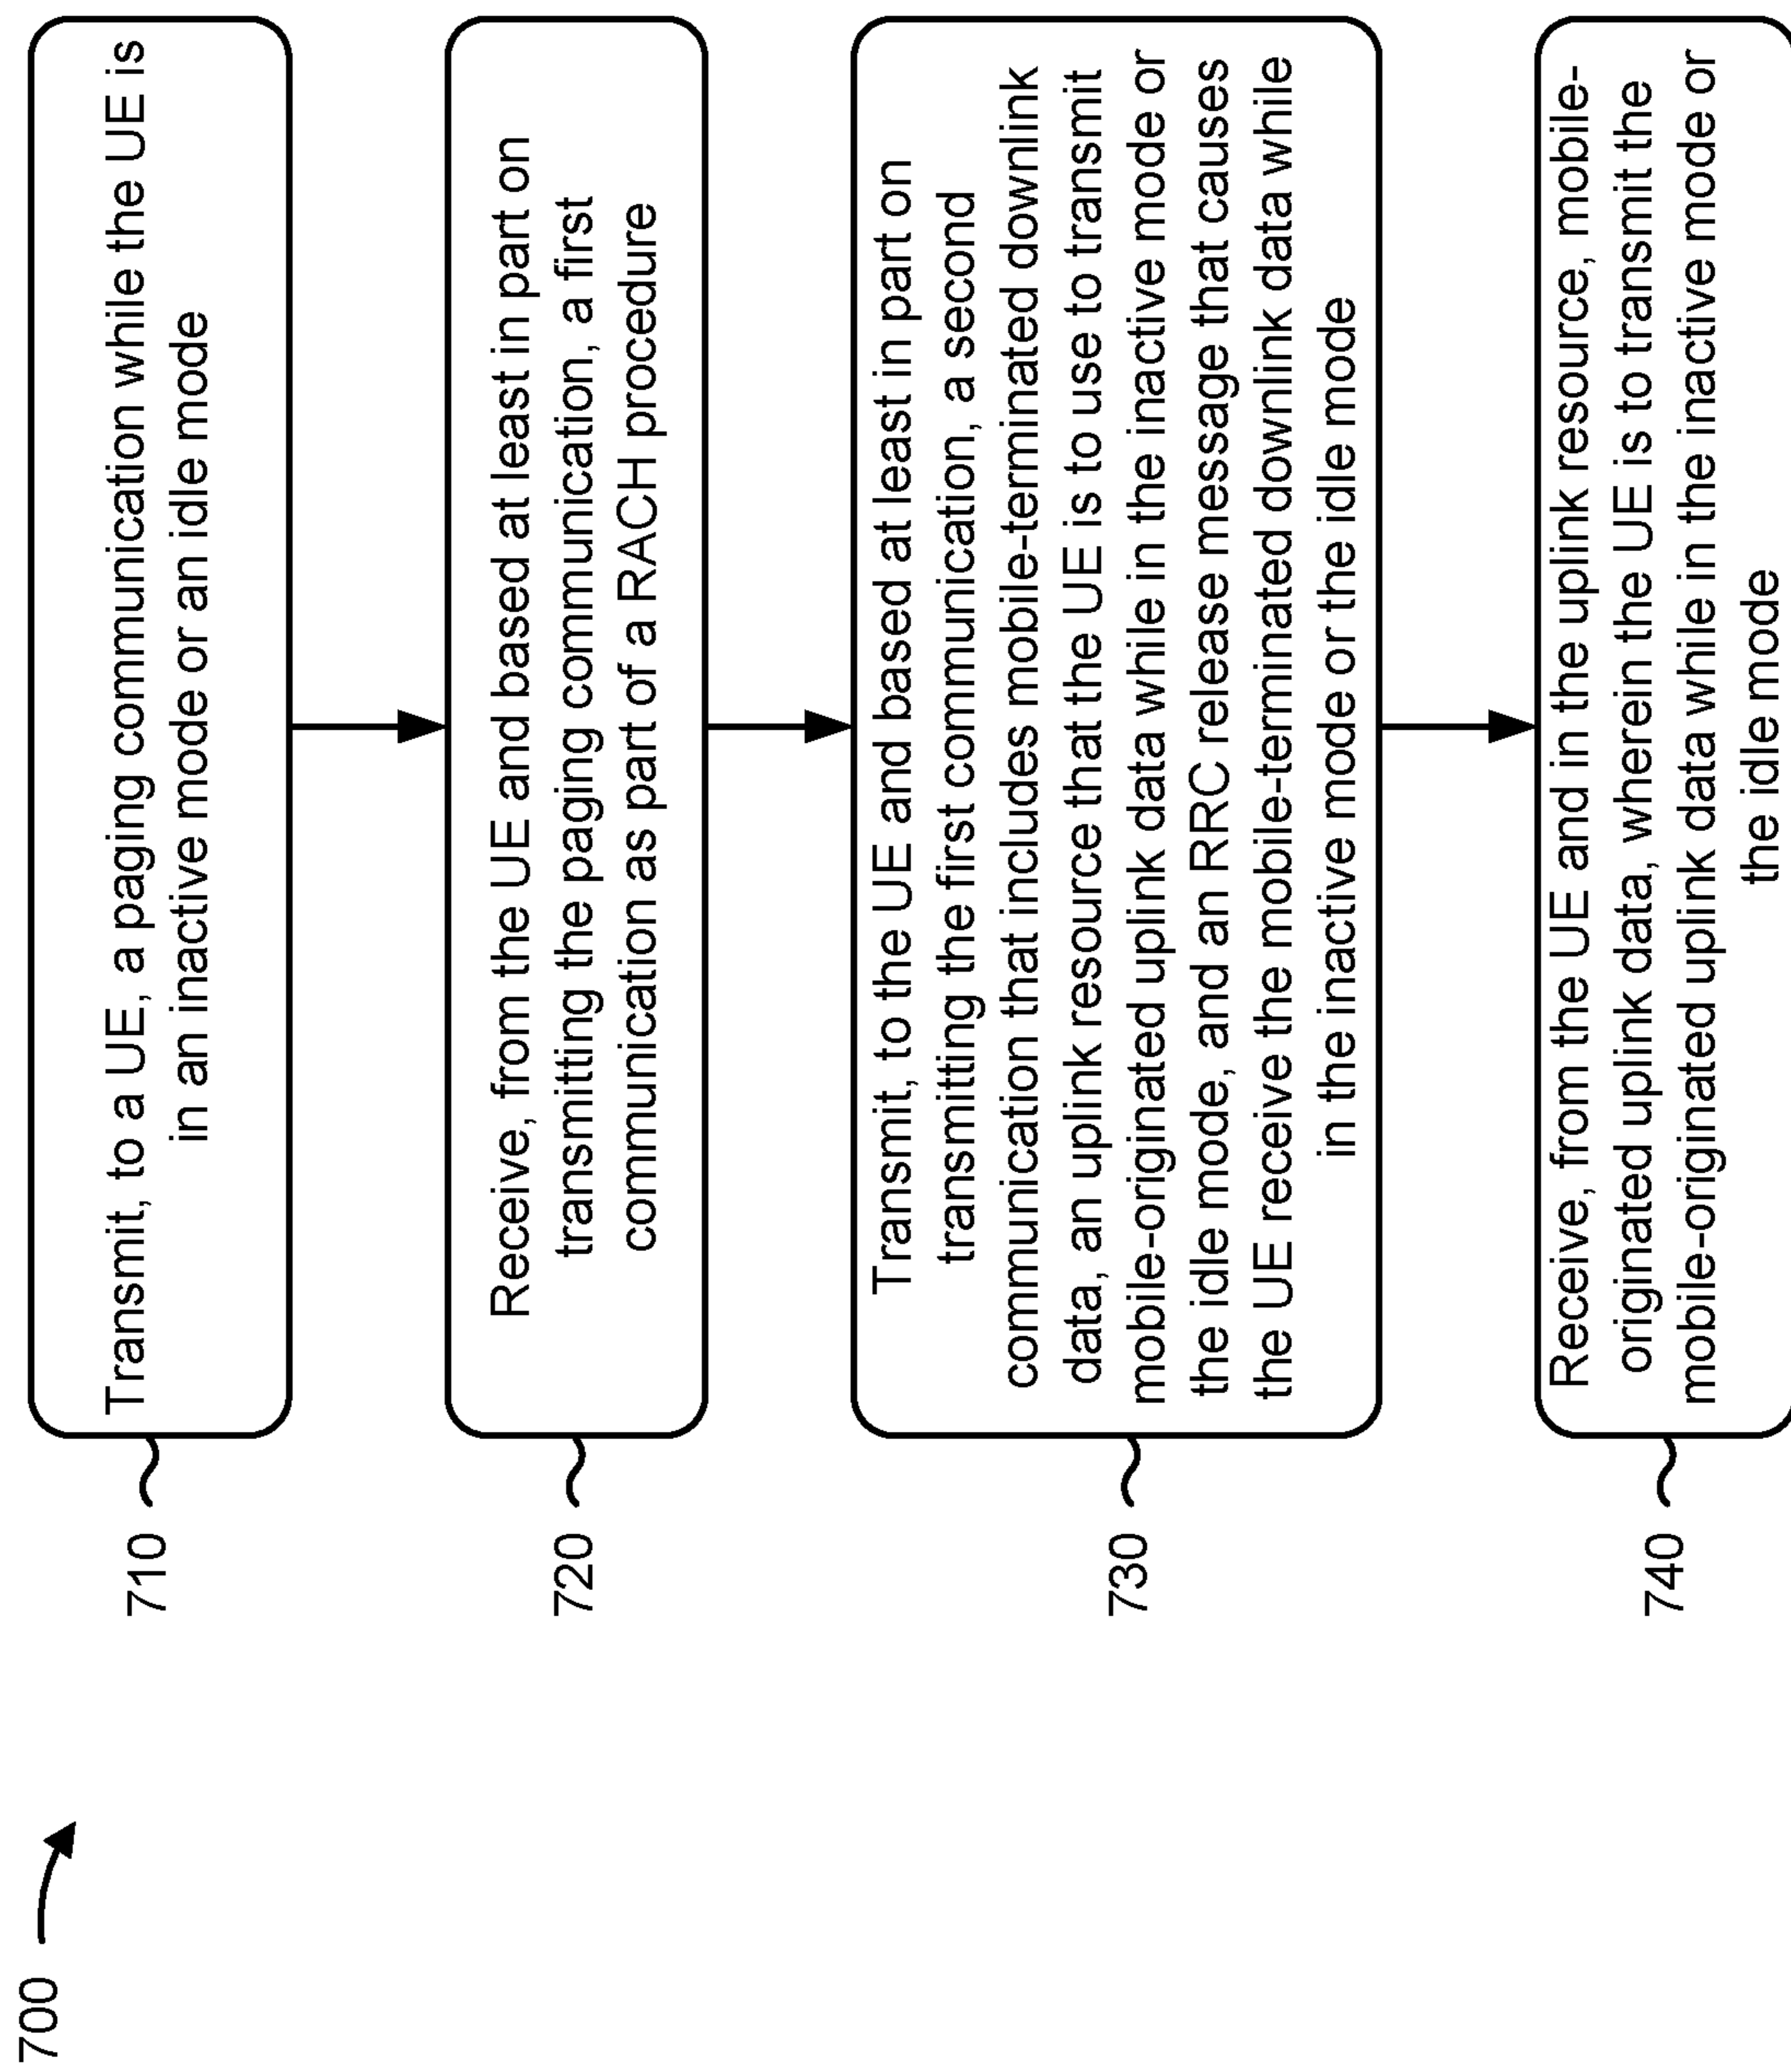 700
710
Transmit, to a UE, a paging communication while the UE is
in an inactive mode or an idle mode
720
Receive, from the UE and based at least in part on
transmitting the paging communication, a first
communication as part of a RACH procedure
730
Transmit, to the UE and based at least in part on
transmitting the first communication, a second
communication that includes mobile-terminated downlink
data, an uplink resource that the UE is to use to transmit
mobile-originated uplink data while in the inactive mode or
the idle mode, and an RRC release message that causes
the UE receive the mobile-terminated downlink data while
in the inactive mode or the idle mode
740
Receive, from the UE and in the uplink resource, mobile-
originated uplink data, wherein the UE is to transmit the
mobile-originated uplink data while in the inactive mode or
the idle mode